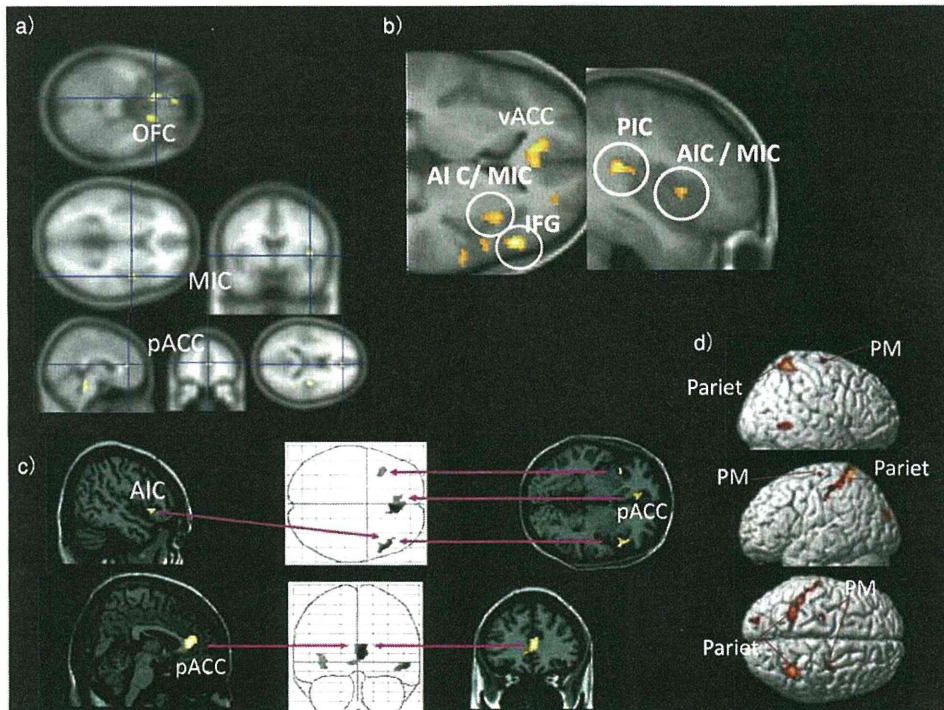 a)
OFC
MIC
pACC
b)
vACC
AI C/ MIC
IFG
PIC
AIC / MIC
c)
AIC
pACC
pACC
d)
PM
Pariet
PM
Pariet
PM
Pariet